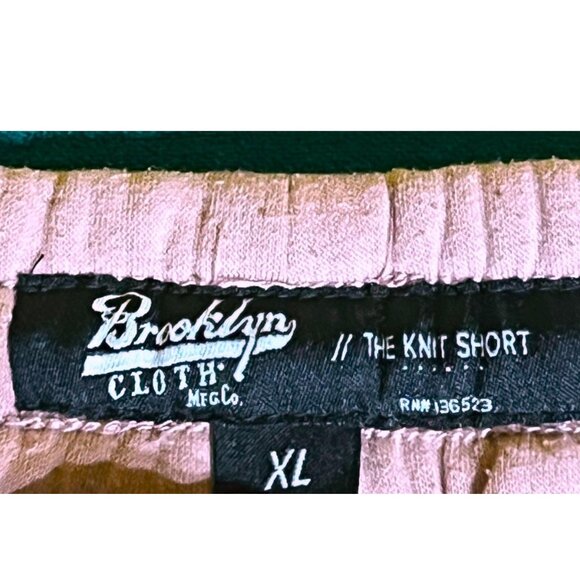 Brooklyn
CLOTH
MFG Co.
// THE KNIT SHORT
RN# 136523
XL